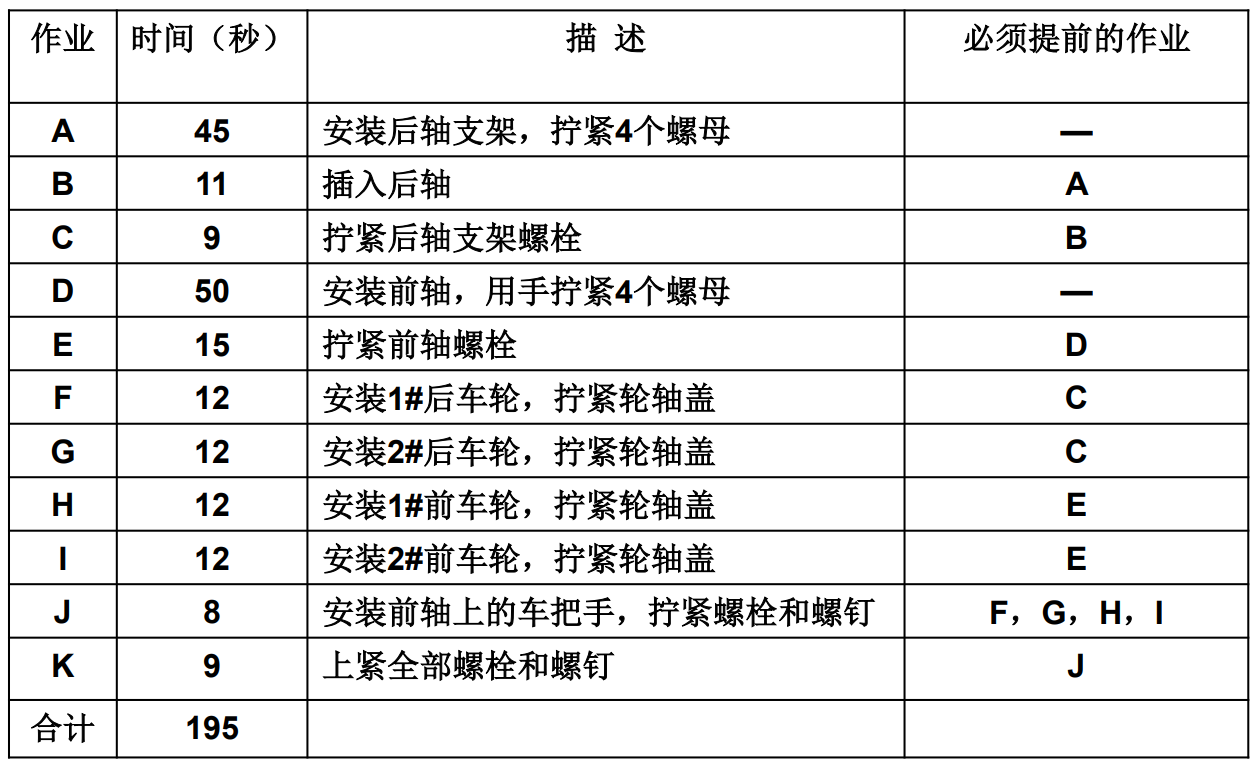 作业 时间（秒） 描 述 必须提前的作业
A 45 安装后轴支架，拧紧4个螺母 —
B 11 插入后轴 A
C 9 拧紧后轴支架螺栓 B
D 50 安装前轴，用手拧紧4个螺母 —
E 15 拧紧前轴螺栓 D
F 12 安装1#后车轮，拧紧轮轴盖 C
G 12 安装2#后车轮，拧紧轮轴盖 C
H 12 安装1#前车轮，拧紧轮轴盖 E
I 12 安装2#前车轮，拧紧轮轴盖 E
J 8 安装前轴上的车把手，拧紧螺栓和螺钉 F，G，H，I
K 9 上紧全部螺栓和螺钉 J
合计 195